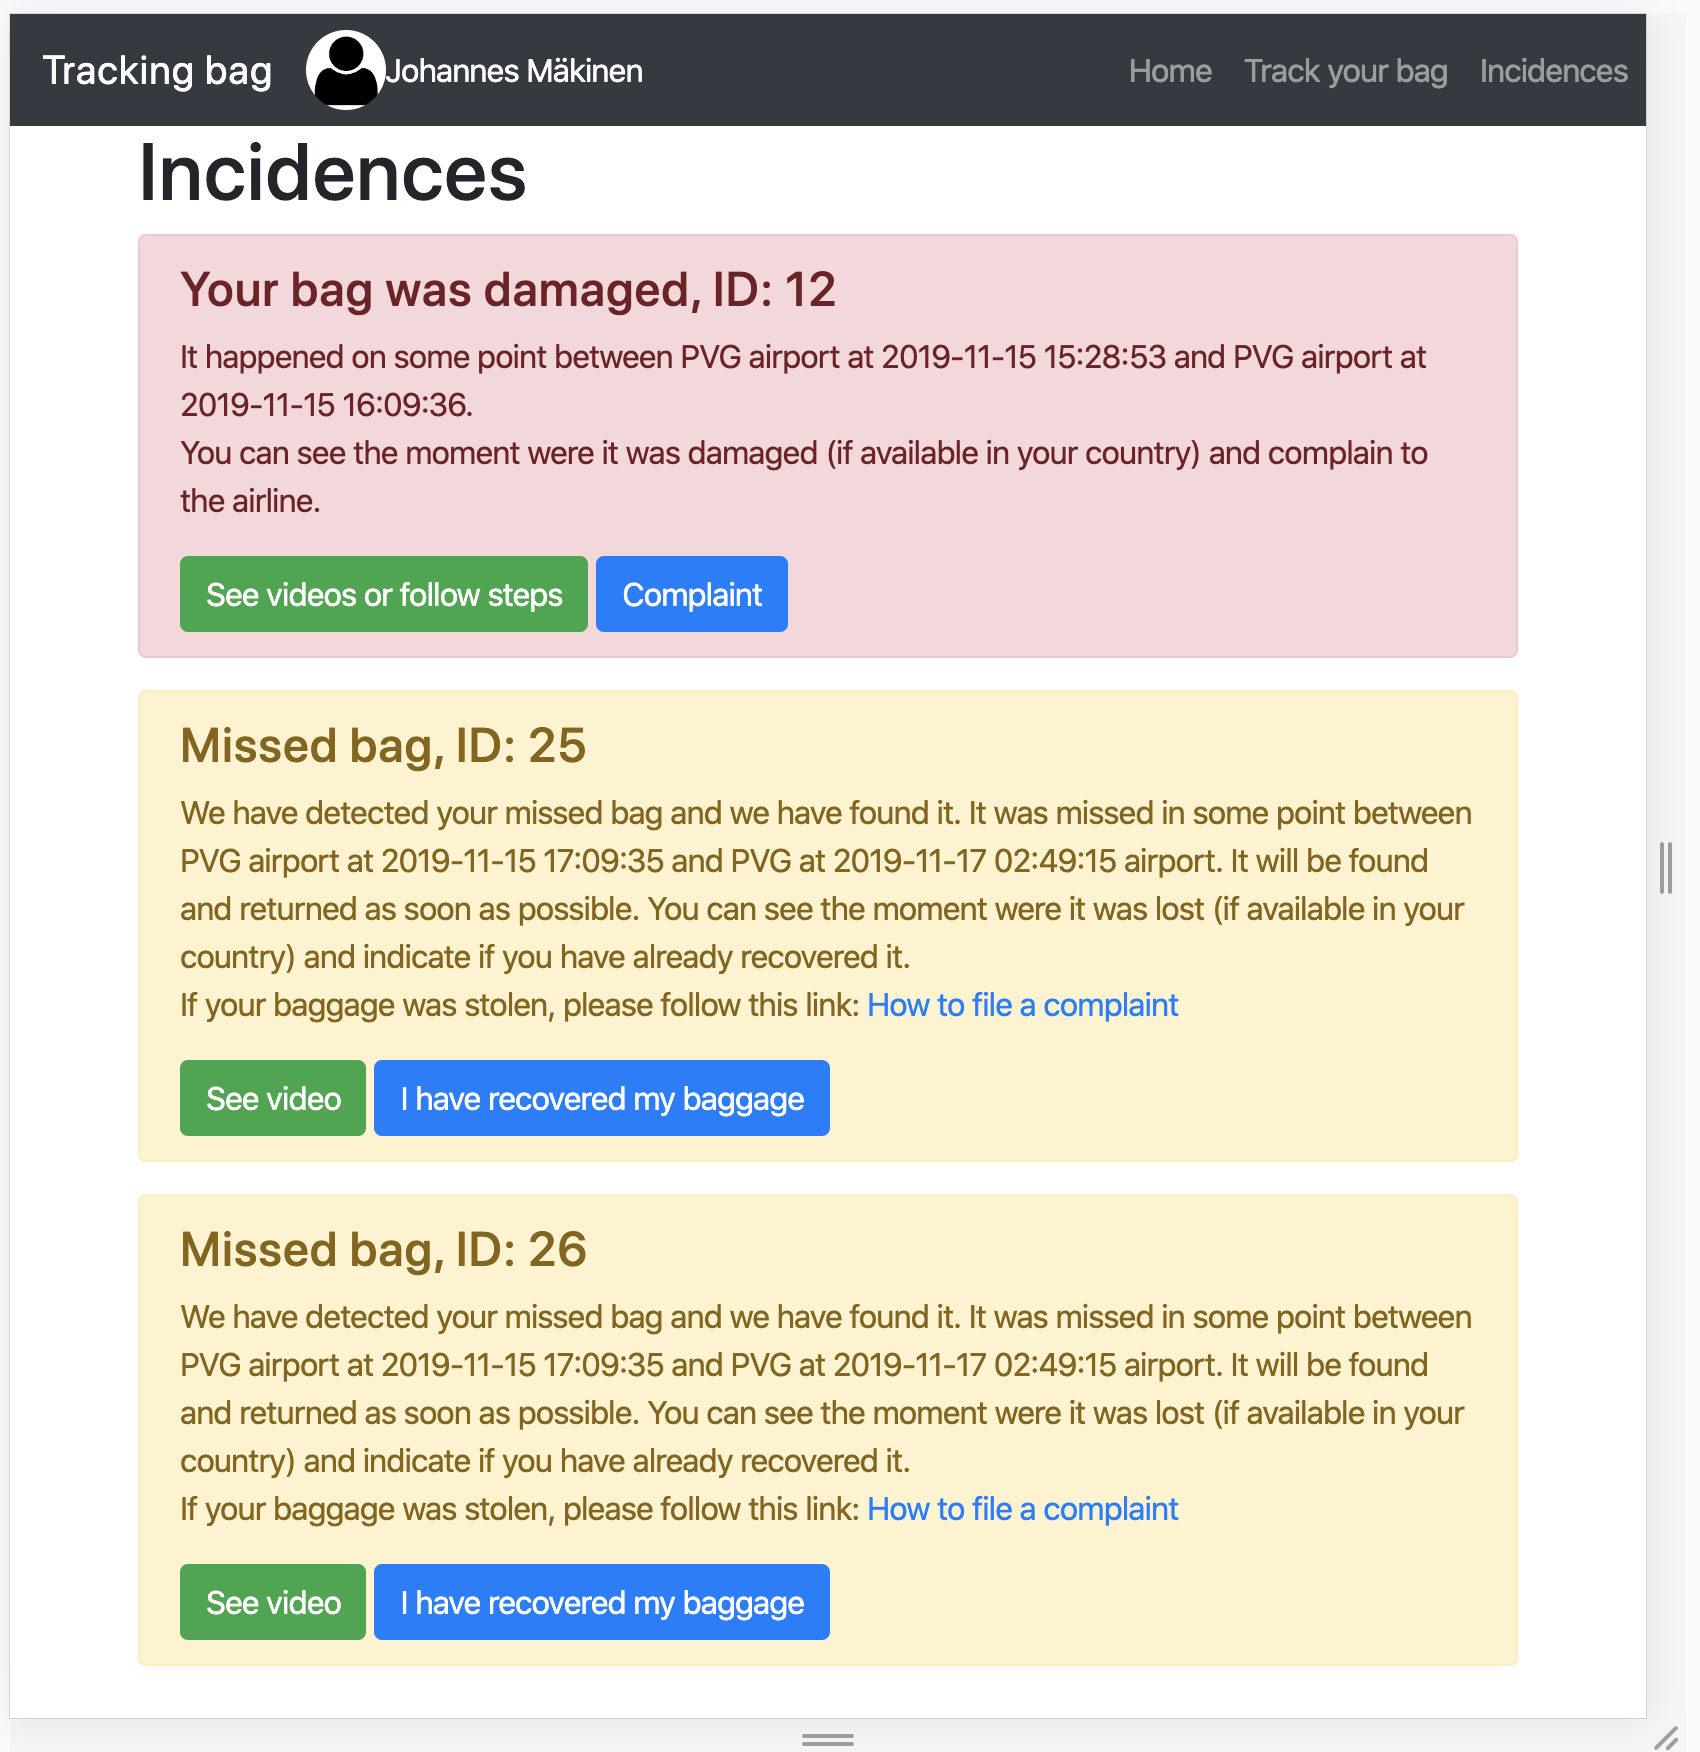 Tracking bag Johannes Mäkinen Home Track your bag Incidences
Incidences
Your bag was damaged, ID: 12
It happened on some point between PVG airport at 2019-11-15 15:28:53 and PVG airport at
2019-11-15 16:09:36.
You can see the moment were it was damaged (if available in your country) and complain to
the airline.
See videos or follow steps Complaint
Missed bag, ID: 25
We have detected your missed bag and we have found it. It was missed in some point between
PVG airport at 2019-11-15 17:09:35 and PVG at 2019-11-17 02:49:15 airport. It will be found
and returned as soon as possible. You can see the moment were it was lost (if available in your
country) and indicate if you have already recovered it.
If your baggage was stolen, please follow this link: How to file a complaint
See video I have recovered my baggage
Missed bag, ID: 26
We have detected your missed bag and we have found it. It was missed in some point between
PVG airport at 2019-11-15 17:09:35 and PVG at 2019-11-17 02:49:15 airport. It will be found
and returned as soon as possible. You can see the moment were it was lost (if available in your
country) and indicate if you have already recovered it.
If your baggage was stolen, please follow this link: How to file a complaint
See video I have recovered my baggage